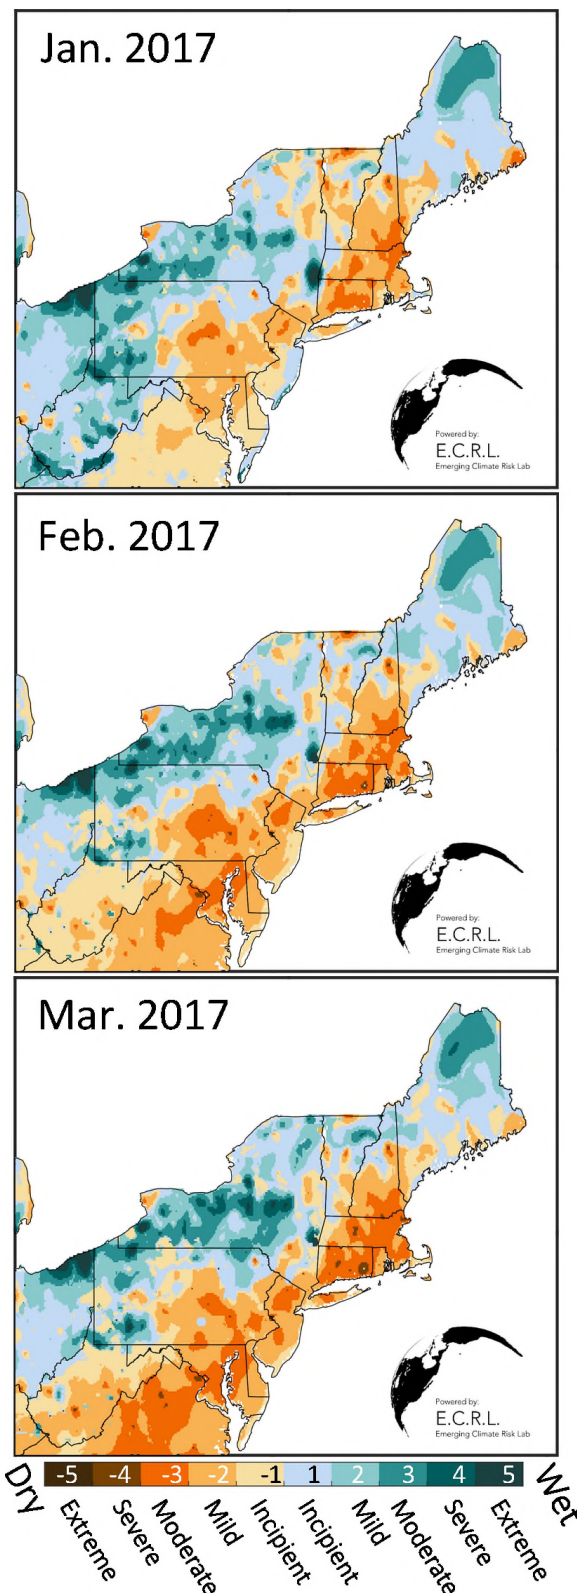 Jan. 2017
Powered by:
E.C.R.L.
Emerging Climate Risk Lab
Feb. 2017
Powered by:
E.C.R.L.
Emerging Climate Risk Lab
Mar. 2017
Powered by:
E.C.R.L.
Emerging Climate Risk Lab
Dry -5 -4 -3 -2 -1 1 2 3 4 5 Wet
Extreme Severe Moderate Mild Incipient Incipient Mild Moderate Severe Extreme